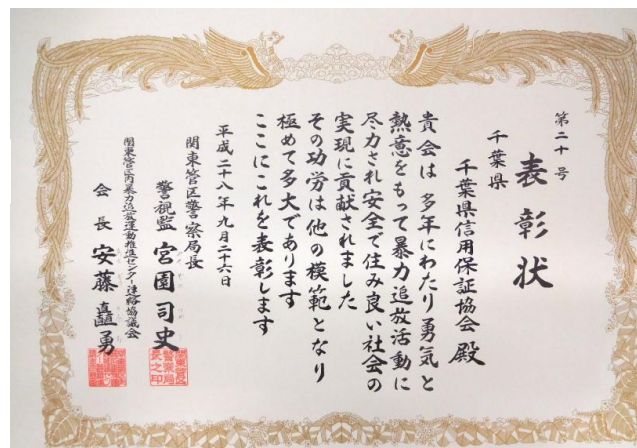 第二十号
表彰状
千葉県
千葉県信用保証協会 殿
貴会は 多年にわたり勇気と
熱意をもって暴力追放活動に
尽力され安全で住み良い社会の
実現に貢献されました
その功労は他の模範となり
極めて多大であります
ここにこれを表彰します
平成二十八年九月二十六日
関東管区警察局長
警視監 宮園司史
関東管区内暴力追放運動推進センター連絡協議会
会長 安藤 勇